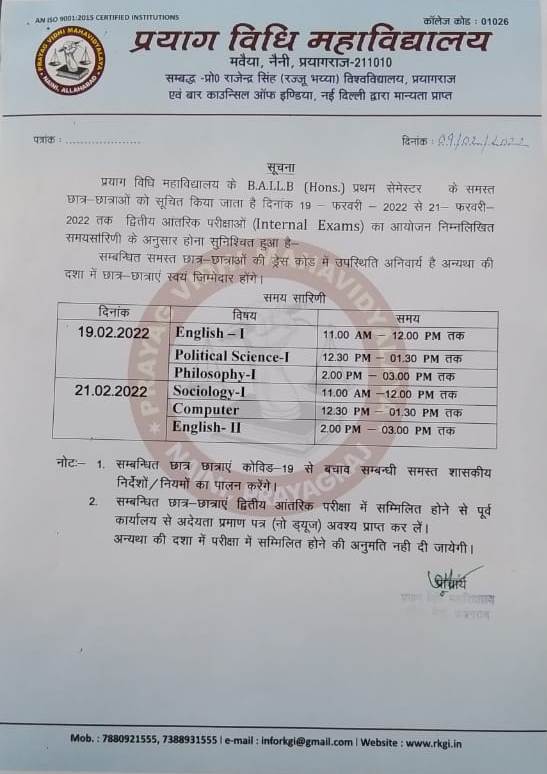 AN ISO 9001:2015 CERTIFIED INSTITUTIONS
कॉलेज कोड : 01026
PRAYAG VIDHI MAHAVIDYALAYA
NAINI, ALLAHABAD
प्रयाग विधि महाविद्यालय
मवैया, नैनी, प्रयागराज-211010
सम्बद्ध -प्रो0 राजेन्द्र सिंह (रज्जू भय्या) विश्वविद्यालय, प्रयागराज
एवं बार काउन्सिल ऑफ इण्डिया, नई दिल्ली द्वारा मान्यता प्राप्त
पत्रांक : ....................
दिनांक : 09/02/2022
सूचना
प्रयाग विधि महाविद्यालय के B.A.LL.B (Hons.) प्रथम सेमेस्टर के समस्त
छात्र-छात्राओं को सूचित किया जाता है दिनांक 19 – फरवरी – 2022 से 21– फरवरी–
2022 तक द्वितीय आंतरिक परीक्षाओं (Internal Exams) का आयोजन निम्नलिखित
समयसारिणी के अनुसार होना सुनिश्चित हुआ है–
सम्बन्धित समस्त छात्र-छात्राओं की ड्रेस कोड में उपस्थिति अनिवार्य है अन्यथा की
दशा में छात्र-छात्राएं स्वयं जिम्मेदार होंगे।
समय सारिणी
दिनांक विषय समय
19.02.2022 English – I 11.00 AM – 12.00 PM तक
Political Science-I 12.30 PM – 01.30 PM तक
Philosophy-I 2.00 PM – 03.00 PM तक
21.02.2022 Sociology-I 11.00 AM –12.00 PM तक
Computer 12.30 PM – 01.30 PM तक
English- II 2.00 PM – 03.00 PM तक
नोटः– 1. सम्बन्धित छात्र छात्राएं कोविड-19 से बचाव सम्बन्धी समस्त शासकीय
निर्देशों/नियमों का पालन करेंगे।
2. सम्बन्धित छात्र-छात्राएं द्वितीय आंतरिक परीक्षा में सम्मिलित होने से पूर्व
कार्यालय से अदेयता प्रमाण पत्र (नो ड्यूज) अवश्य प्राप्त कर लें।
अन्यथा की दशा में परीक्षा में सम्मिलित होने की अनुमति नही दी जायेगी।
प्राचार्य
PRAYAG VIDHI MAHAVIDYALAYA
NAINI, PRAYAGRAJ
Mob. : 7880921555, 7388931555 | e-mail : inforkgi@gmail.com | Website : www.rkgi.in